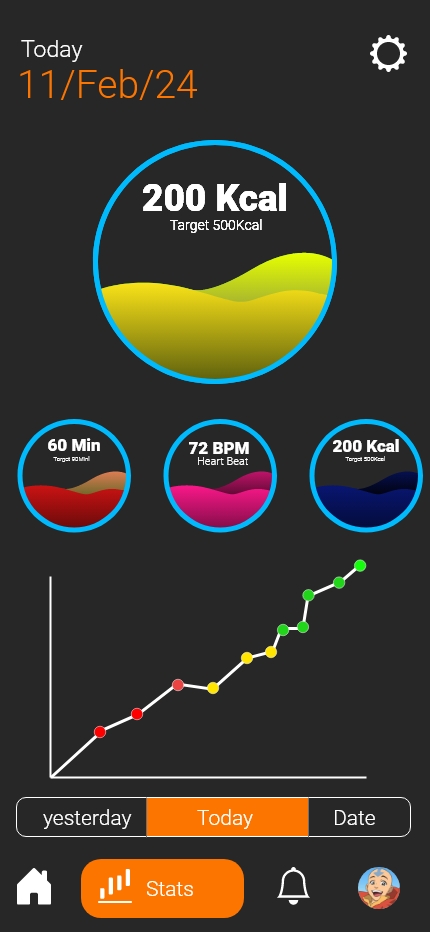 Today
11/Feb/24
200 Kcal
Target 500Kcal
60 Min
Target 90Min!
72 BPM
Heart Beat
200 Kcal
Target 500Kcal
yesterday
Today
Date
Stats